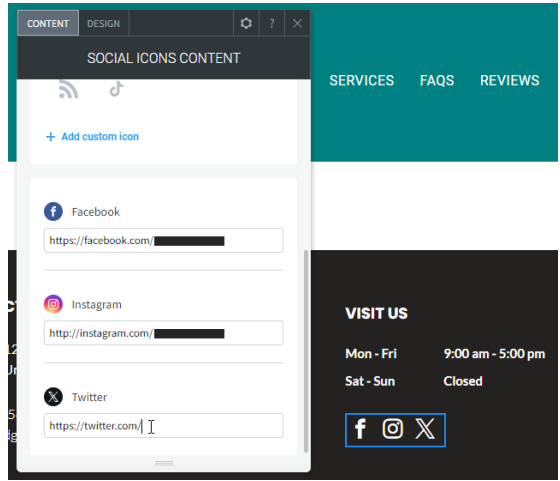 CONTENT DESIGN ?
SOCIAL ICONS CONTENT
+ Add custom icon
Facebook
https://facebook.com/
Instagram
http://instagram.com/
Twitter
https://twitter.com/
SERVICES FAQS REVIEWS
VISIT US
Mon - Fri 9:00 am - 5:00 pm
Sat - Sun Closed